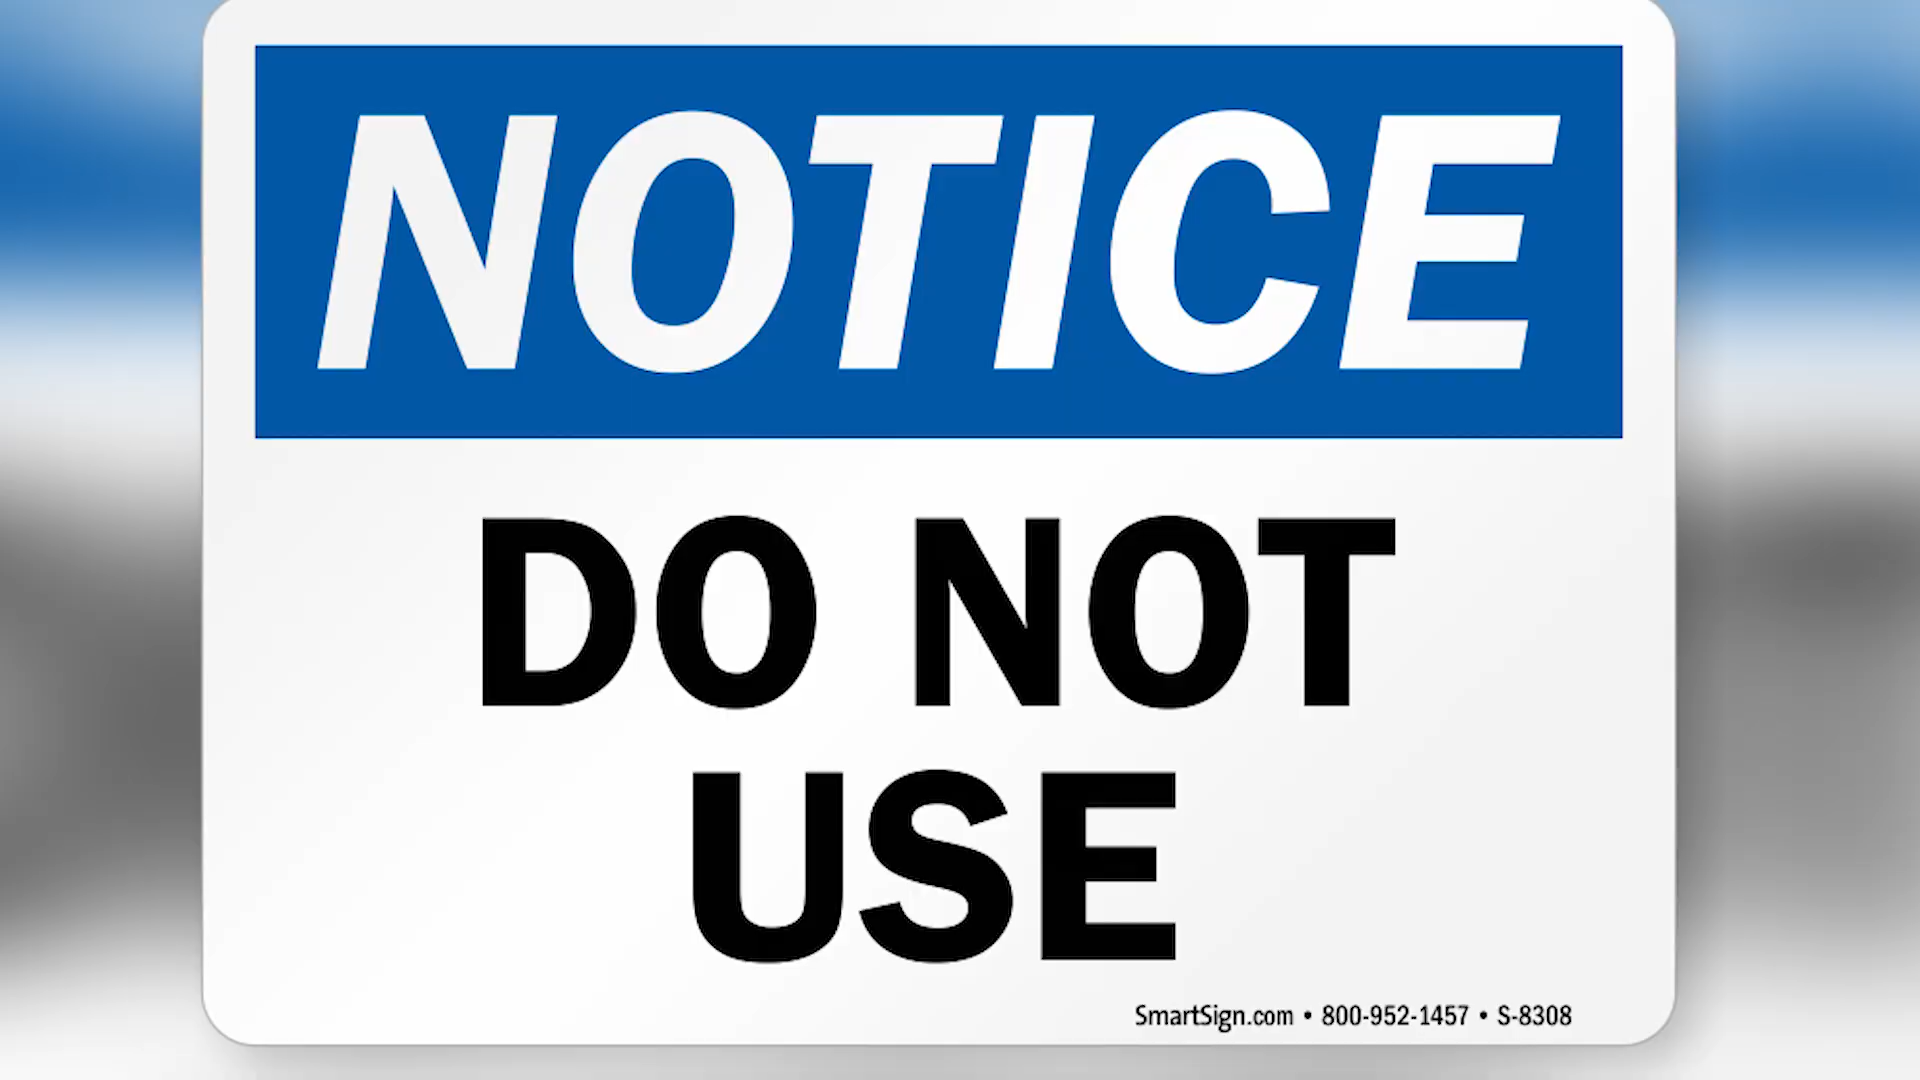 NOTICE
DO NOT
USE
SmartSign.com • 800-952-1457 • S-8308